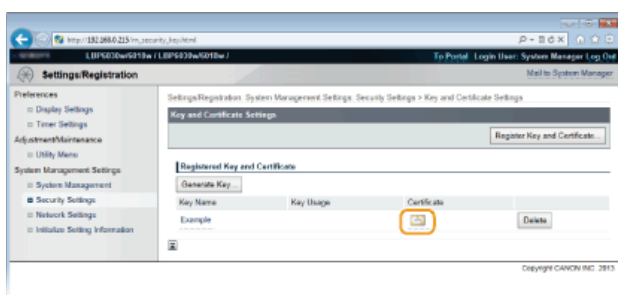 http://192.168.0.215/m_security_key.html
LBP6030w/6018w / LBP6030w/6018w /
To Portal Login User: System Manager Log Out
Settings/Registration
Mail to System Manager
Preferences
Display Settings
Timer Settings
Adjustment/Maintenance
Utility Menu
System Management Settings
System Management
Security Settings
Network Settings
Initialize Setting Information
Settings/Registration: System Management Settings: Security Settings > Key and Certificate Settings
Key and Certificate Settings
Register Key and Certificate...
Registered Key and Certificate
Generate Key...
Key Name Key Usage Certificate
Example Delete
Copyright CANON INC. 2013